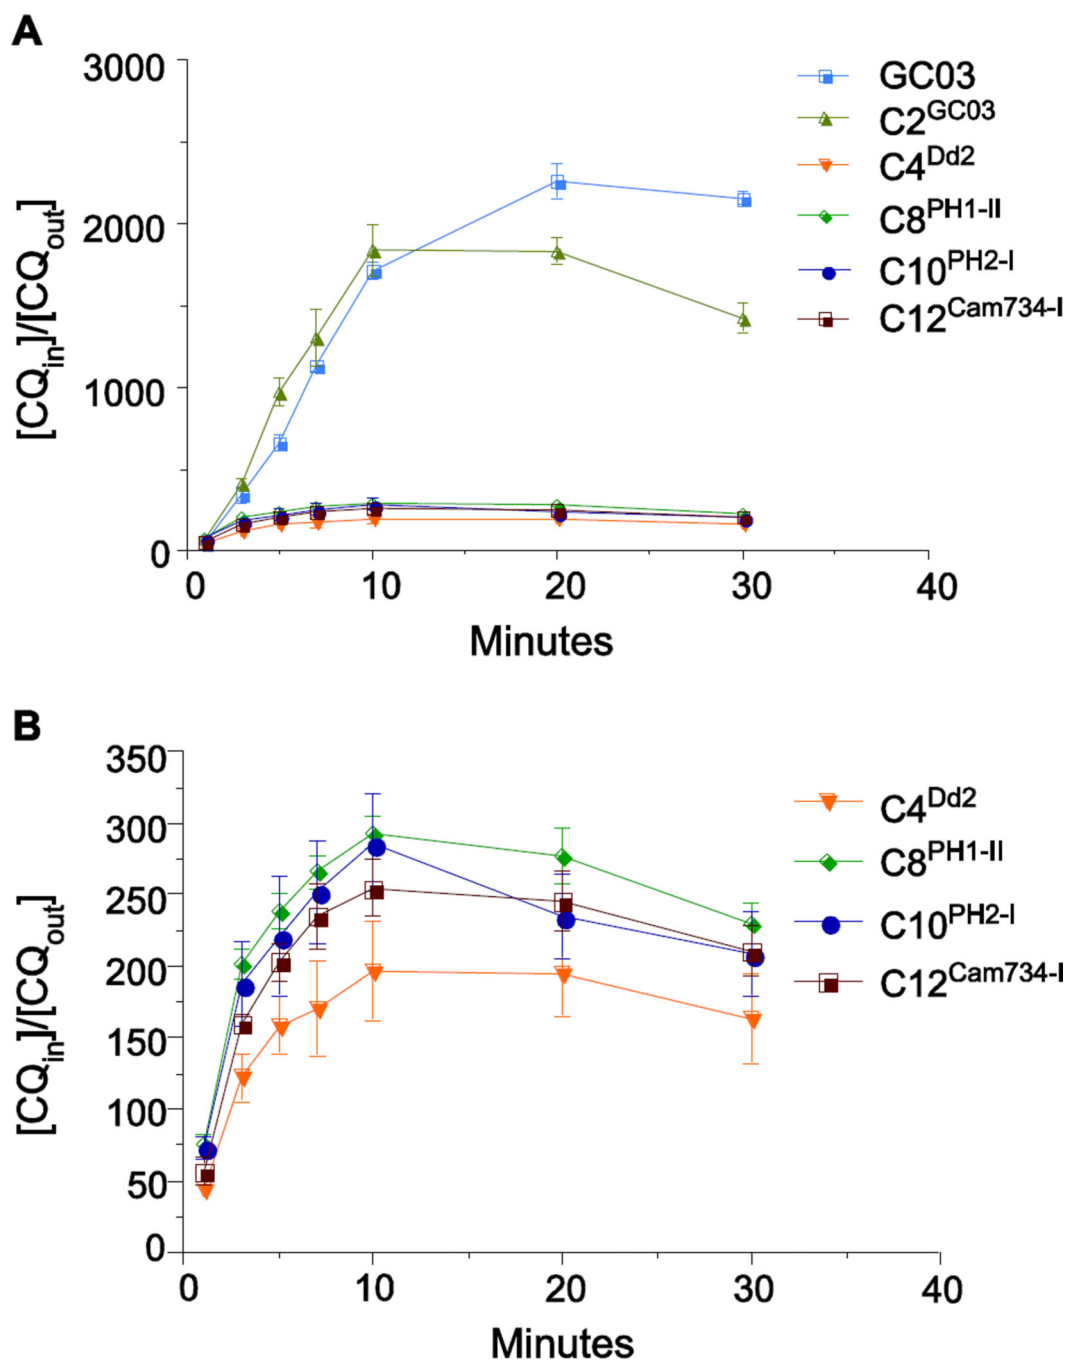 A
3000
2000
1000
0
[CQin]/[CQout]
0 10 20 30 40
Minutes
GC03
C2GC03
C4Dd2
C8PH1-II
C10PH2-I
C12Cam734-I
B
350
300
250
200
150
100
50
0
[CQin]/[CQout]
0 10 20 30 40
Minutes
C4Dd2
C8PH1-II
C10PH2-I
C12Cam734-I